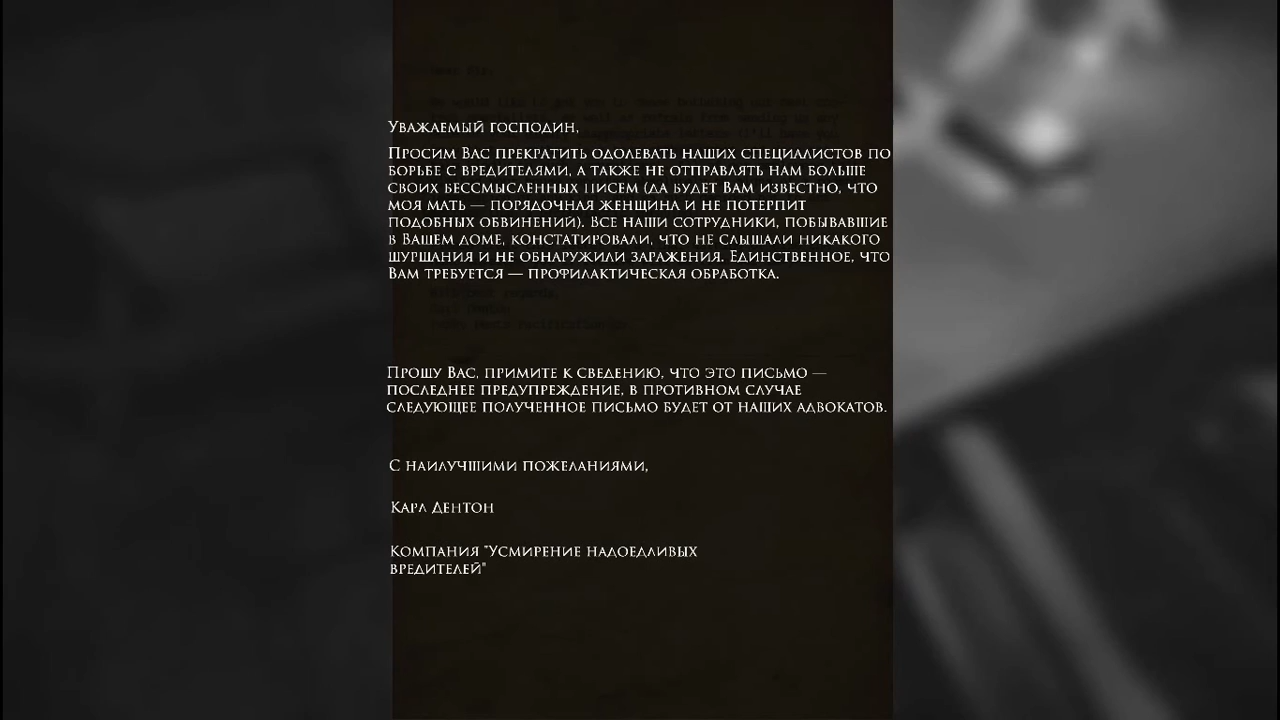 Уважаемый господин,
Просим Вас прекратить одолевать наших специалистов по
борьбе с вредителями, а также не отправлять нам больше
своих бессмысленных писем (да будет Вам известно, что
моя мать — порядочная женщина и не потерпит
подобных обвинений). Все наши сотрудники, побывавшие
в Вашем доме, констатировали, что не слышали никакого
шуршания и не обнаружили заражения. Единственное, что
Вам требуется — профилактическая обработка.
Прошу Вас, примите к сведению, что это письмо —
последнее предупреждение, в противном случае
следующее полученное письмо будет от наших адвокатов.
С наилучшими пожеланиями,
Карл Дентон
Компания "Усмирение надоедливых
вредителей"